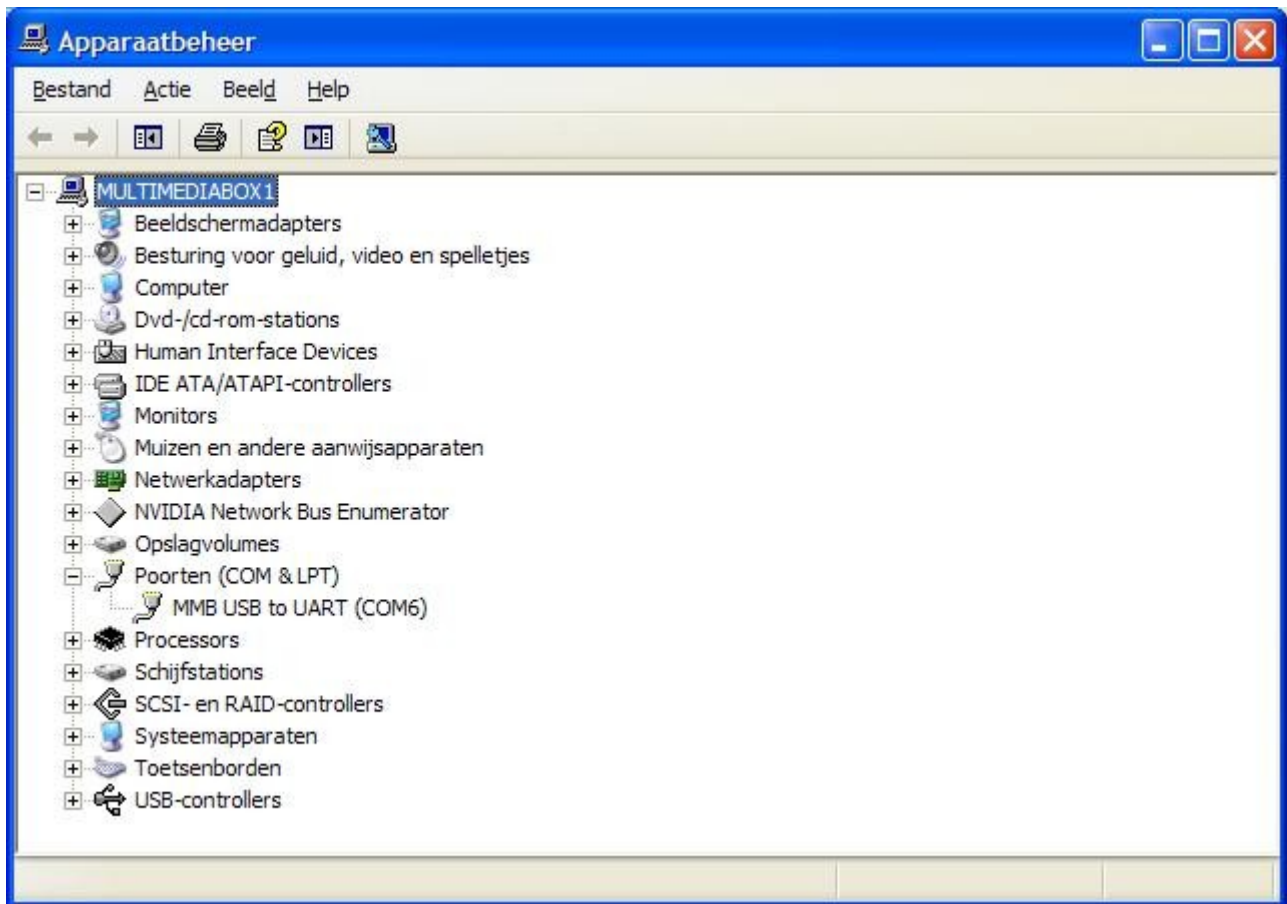 Apparaatbeheer
Bestand Actie Beeld Help
MULTIMEDIABOX1
Beeldschermadapters
Besturing voor geluid, video en spelletjes
Computer
Dvd-/cd-rom-stations
Human Interface Devices
IDE ATA/ATAPI-controllers
Monitors
Muizen en andere aanwijsapparaten
Netwerkadapters
NVIDIA Network Bus Enumerator
Opslagvolumes
Poorten (COM & LPT)
MMB USB to UART (COM6)
Processors
Schijfstations
SCSI- en RAID-controllers
Systeemapparaten
Toetsenborden
USB-controllers